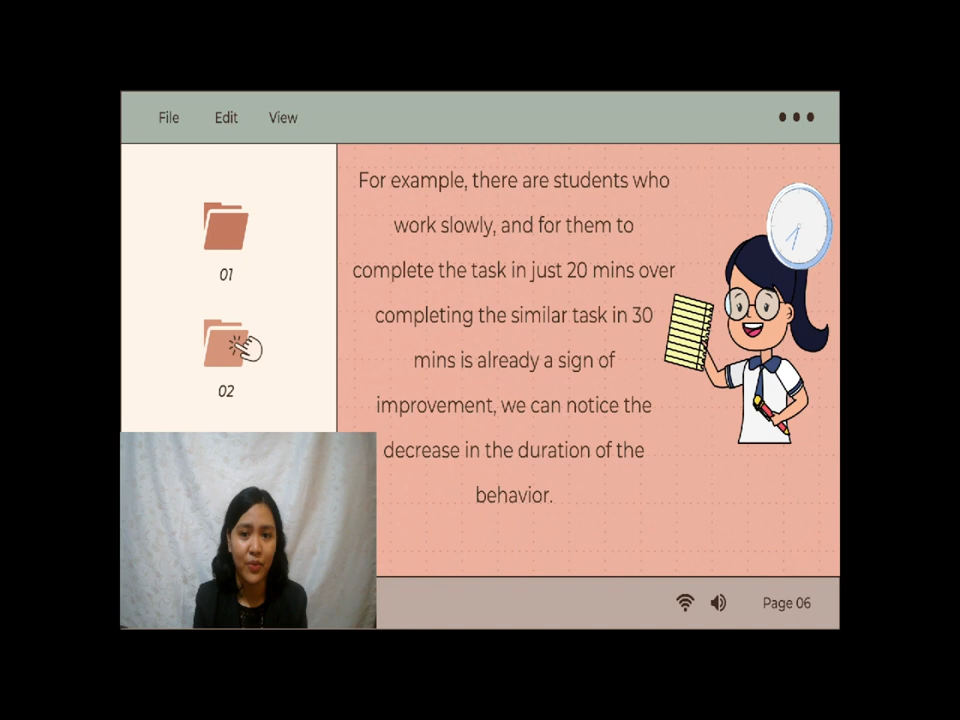 File Edit View
01
02
For example, there are students who
work slowly, and for them to
complete the task in just 20 mins over
completing the similar task in 30
mins is already a sign of
improvement, we can notice the
decrease in the duration of the
behavior.
Page 06